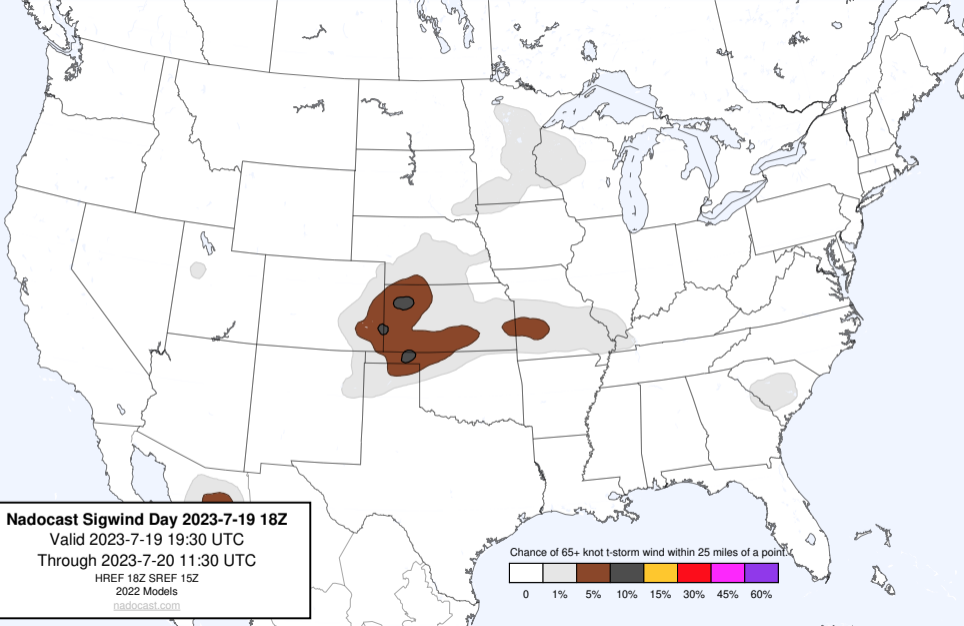 Nadocast Sigwind Day 2023-7-19 18Z
Valid 2023-7-19 19:30 UTC
Through 2023-7-20 11:30 UTC
HREF 18Z SREF 15Z
2022 Models
nadocast.com
Chance of 65+ knot t-storm wind within 25 miles of a point.
0 1% 5% 10% 15% 30% 45% 60%